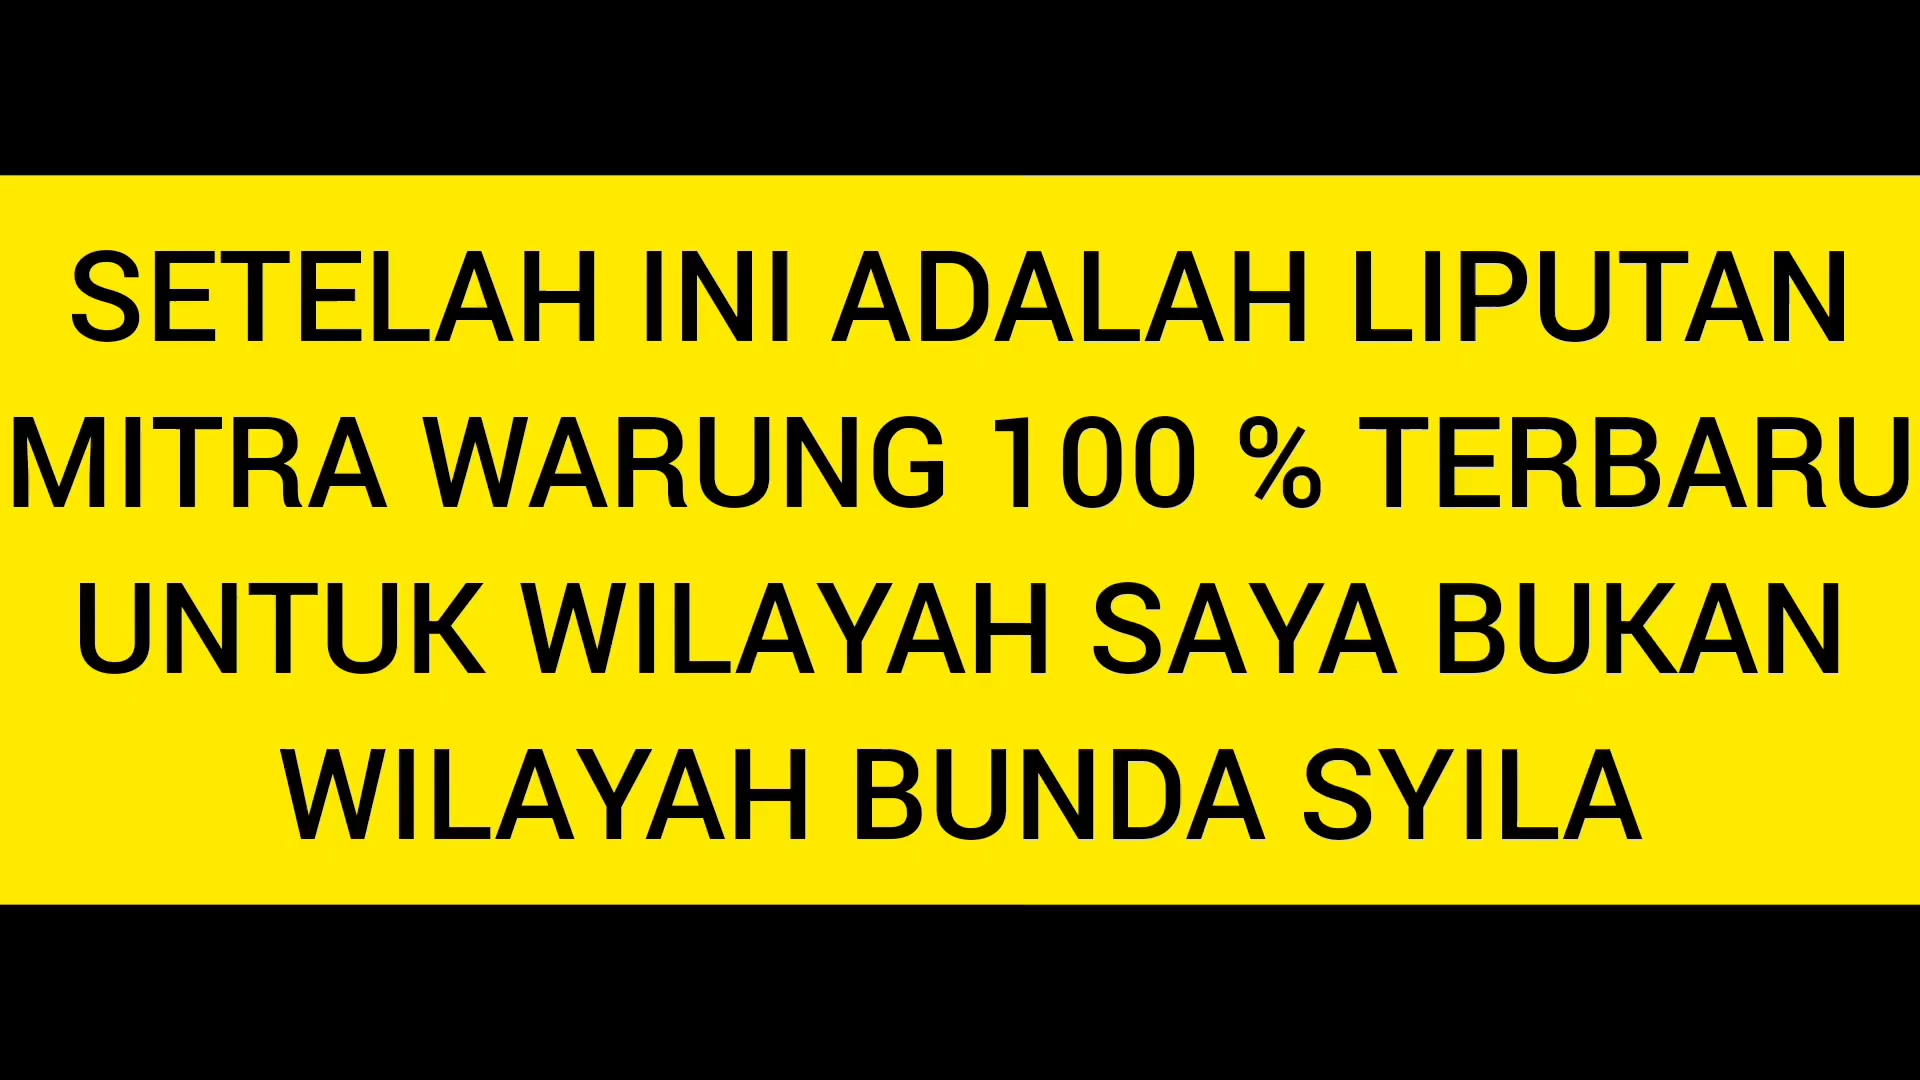 SETELAH INI ADALAH LIPUTAN
MITRA WARUNG 100 % TERBARU
UNTUK WILAYAH SAYA BUKAN
WILAYAH BUNDA SYILA